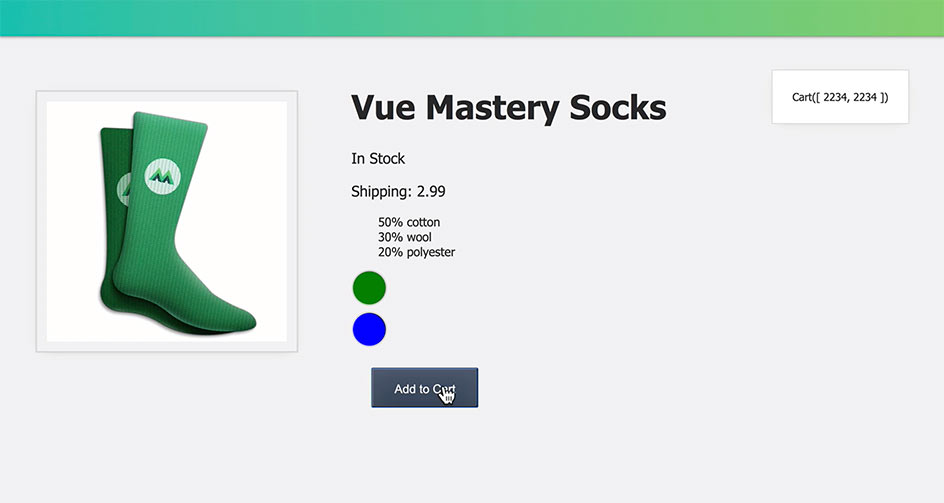 Vue Mastery Socks
Cart([ 2234, 2234 ])
In Stock
Shipping: 2.99
50% cotton
30% wool
20% polyester
Add to Cart